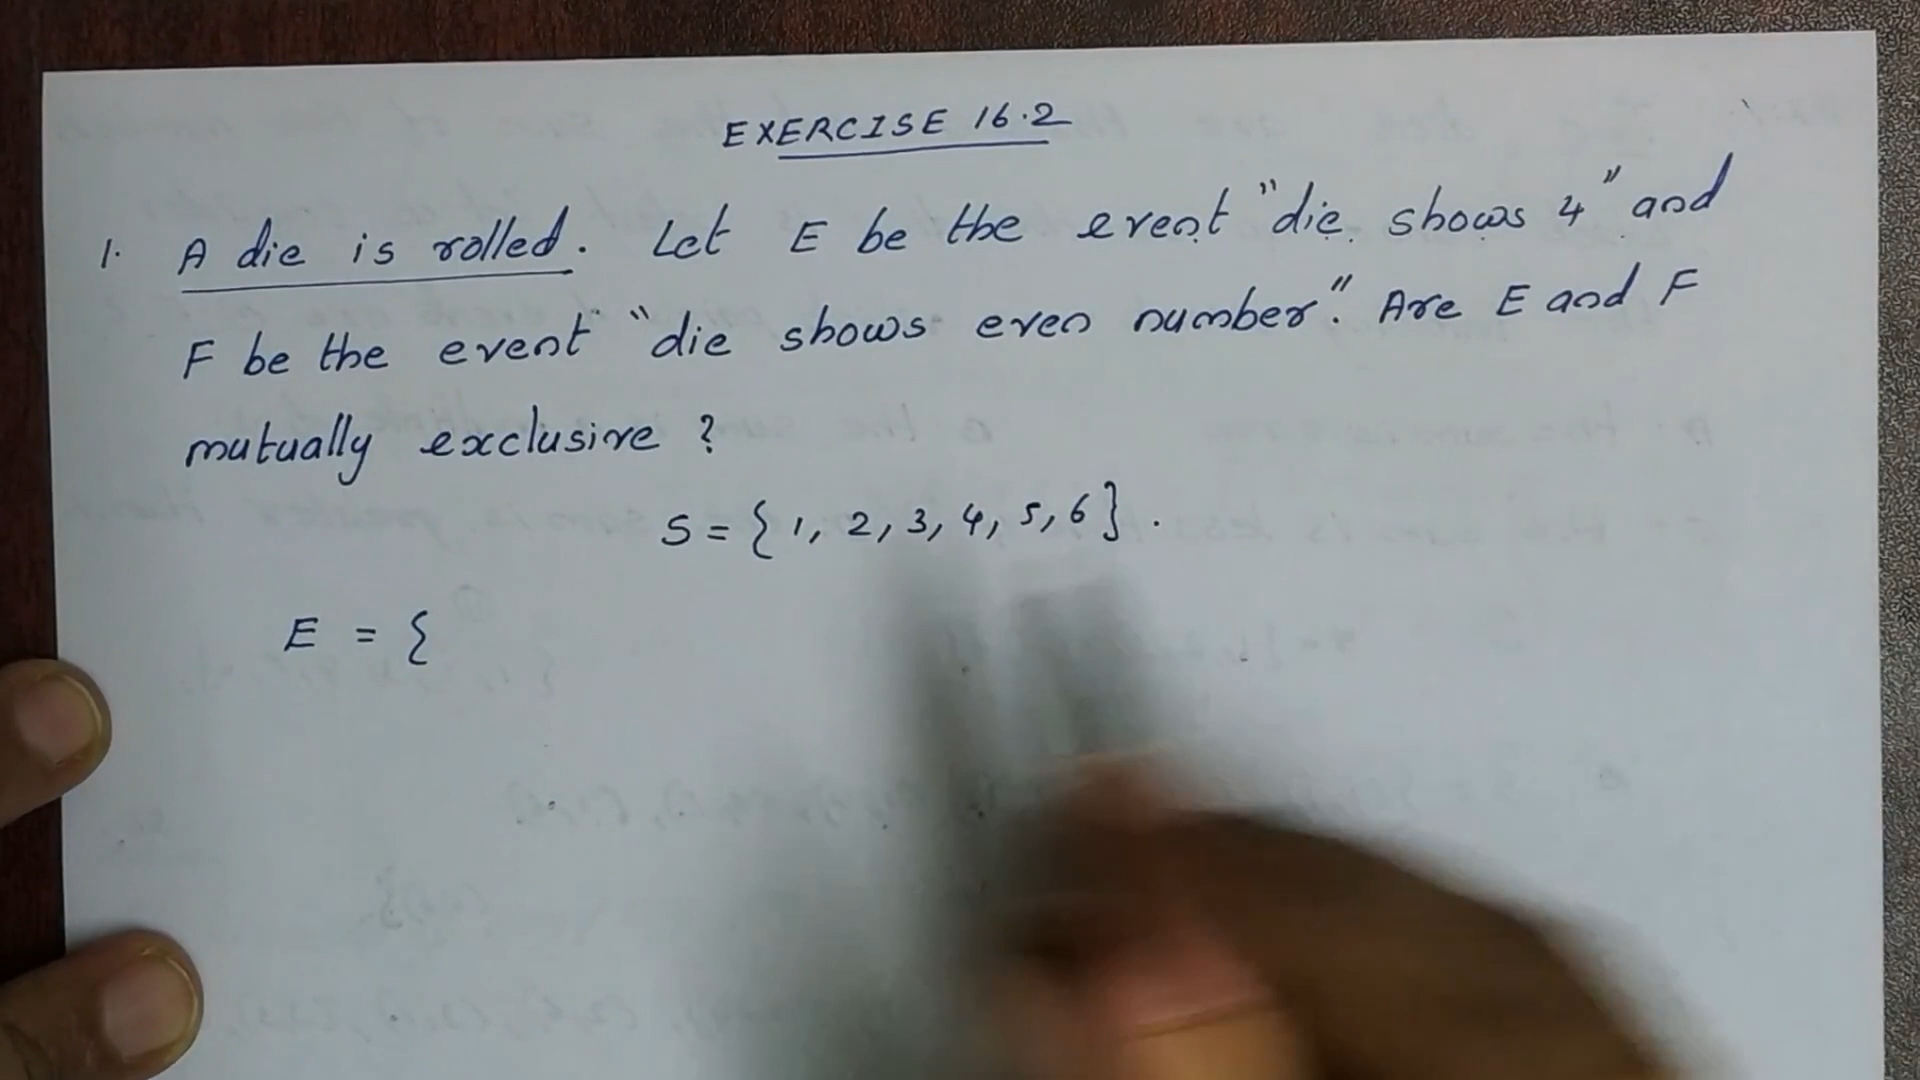 EXERCISE 16.2
1. A die is rolled. Let E be the event "die shows 4" and
F be the event "die shows even number". Are E and F
mutually exclusive ?
S = { 1, 2, 3, 4, 5, 6 } .
E = {